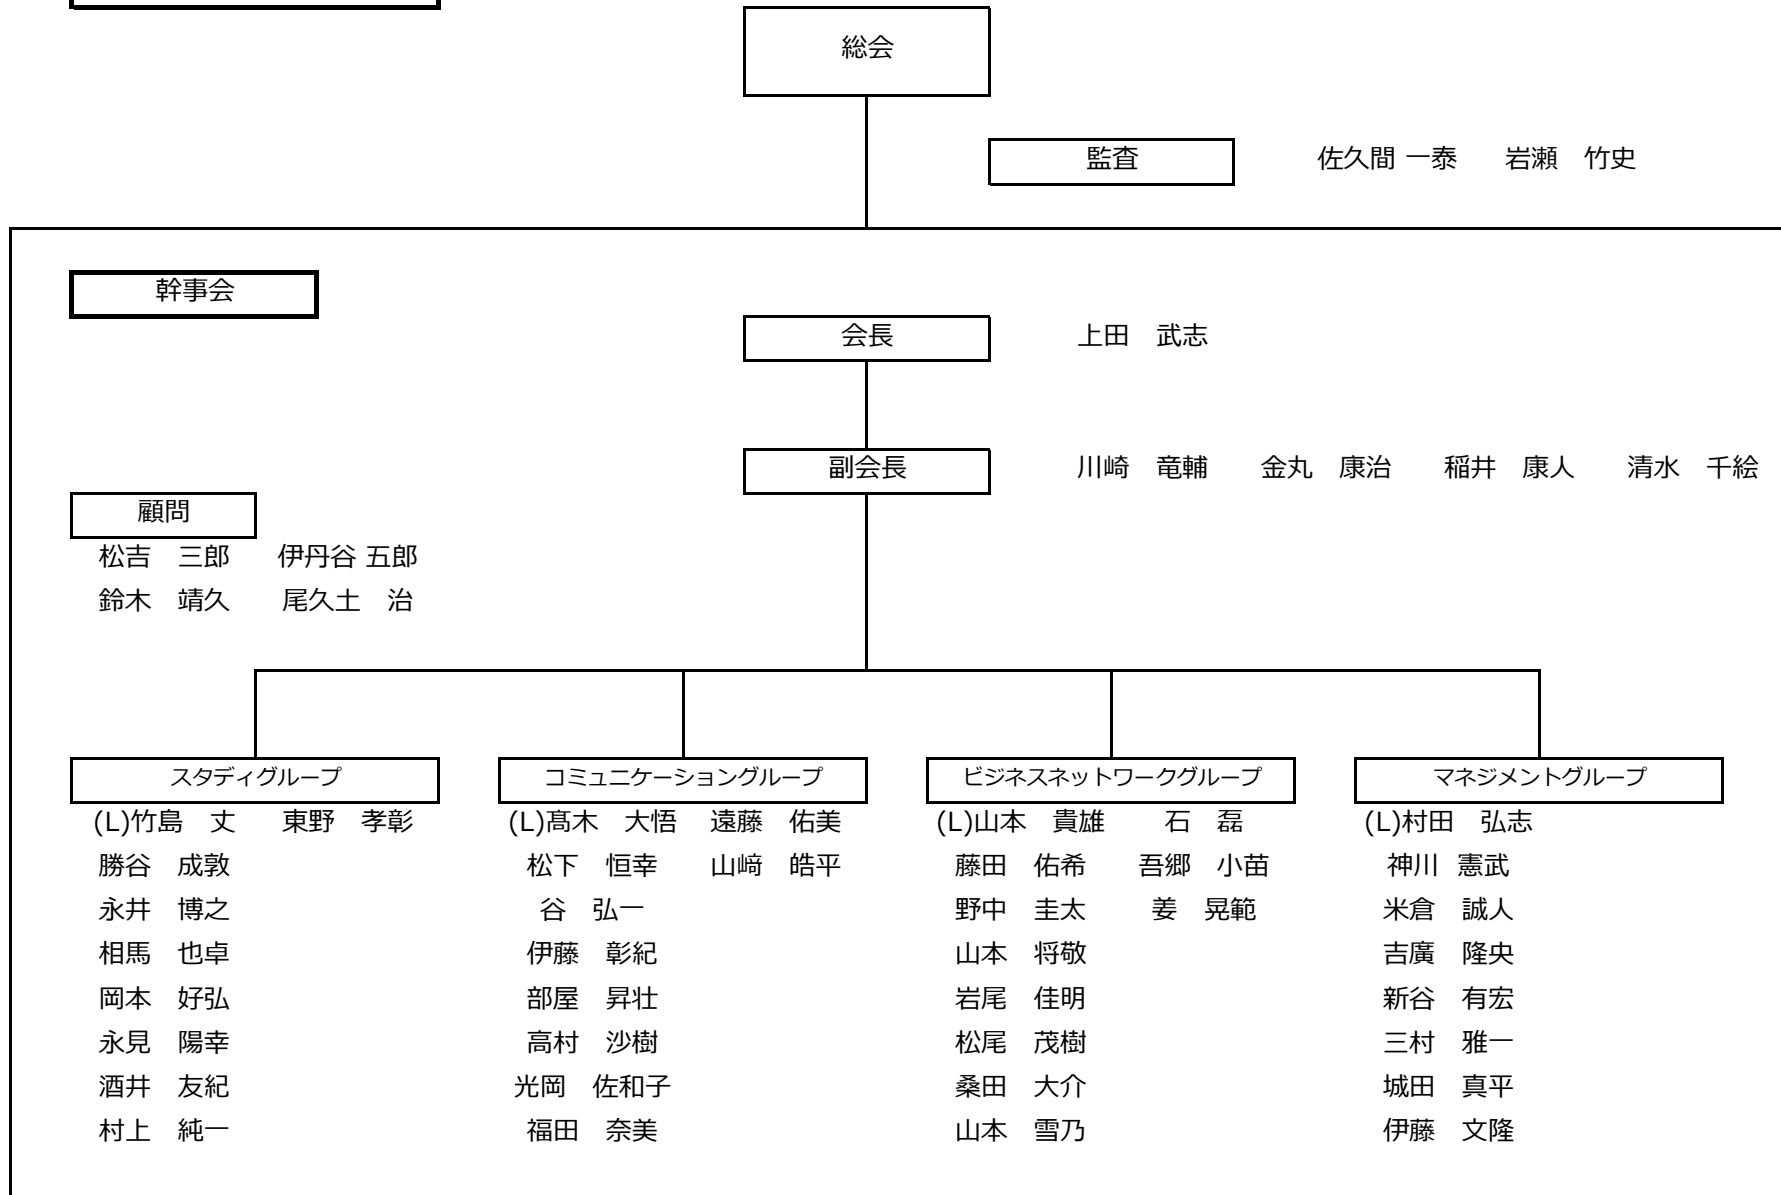 総会
監査　佐久間 一泰　岩瀬　竹史
幹事会
会長　上田　武志
副会長　川崎　竜輔　金丸　康治　稲井　康人　清水　千絵
顧問
松吉　三郎　伊丹谷 五郎
鈴木　靖久　尾久土　治
スタディグループ
(L)竹島　丈　東野　孝彰
勝谷　成敦
永井　博之
相馬　也卓
岡本　好弘
永見　陽幸
酒井　友紀
村上　純一
コミュニケーショングループ
(L)髙木　大悟　遠藤　佑美
松下　恒幸　山﨑　皓平
谷　弘一
伊藤　彰紀
部屋　昇壮
高村　沙樹
光岡　佐和子
福田　奈美
ビジネスネットワークグループ
(L)山本　貴雄　石　磊
藤田　佑希　吾郷　小苗
野中　圭太　姜　晃範
山本　将敬
岩尾　佳明
松尾　茂樹
桑田　大介
山本　雪乃
マネジメントグループ
(L)村田　弘志
神川　憲武
米倉　誠人
吉廣　隆央
新谷　有宏
三村　雅一
城田　真平
伊藤　文隆